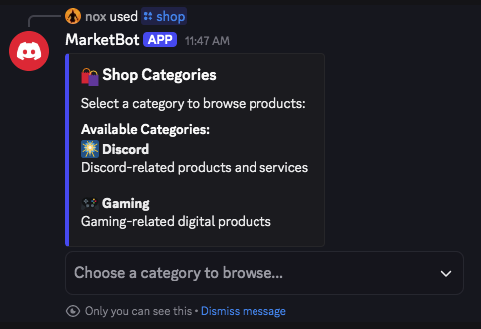 nox used shop
MarketBot APP 11:47 AM
Shop Categories
Select a category to browse products:
Available Categories:
Discord
Discord-related products and services
Gaming
Gaming-related digital products
Choose a category to browse...
Only you can see this • Dismiss message